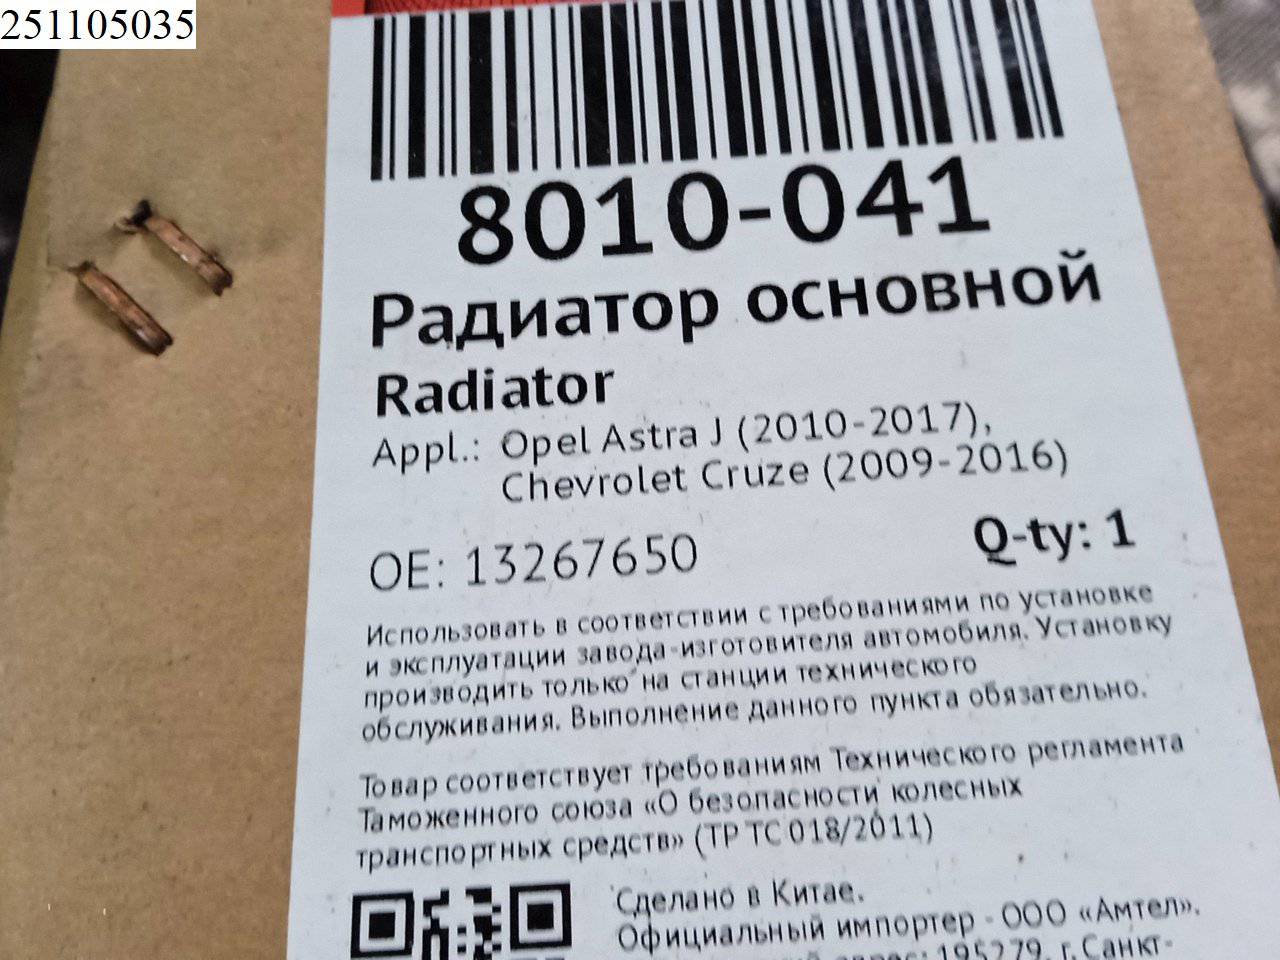 251105035
8010-041
Радиатор основной
Radiator
Appl.: Opel Astra J (2010-2017),
Chevrolet Cruze (2009-2016)
OE: 13267650
Q-ty: 1
Использовать в соответствии с требованиями по установке
и эксплуатации завода-изготовителя автомобиля. Установку
производить только на станции технического
обслуживания. Выполнение данного пункта обязательно.
Товар соответствует требованиям Технического регламента
Таможенного союза «О безопасности колесных
транспортных средств» (ТР ТС 018/2011)
Сделано в Китае.
Официальный импортер - ООО «Амтел».
адрес: 195279, г. Санкт-